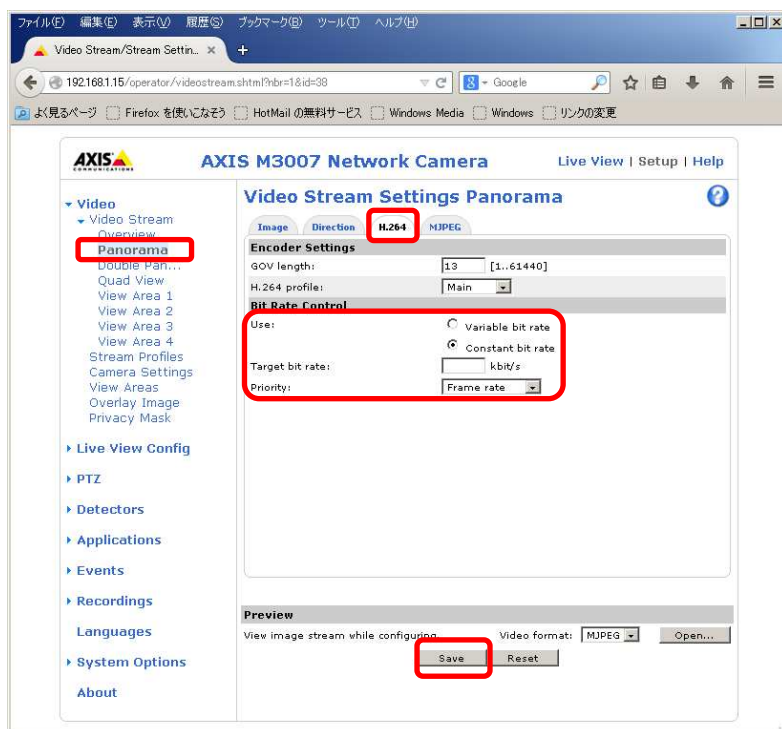 ファイル(F) 編集(E) 表示(V) 履歴(S) ブックマーク(B) ツール(T) ヘルプ(H)
Video Stream/Stream Settin...
192.168.1.15/operator/videostream.shtml?nbr=1&id=38
Google
よく見るページ Firefox を使いこなそう HotMail の無料サービス Windows Media Windows リンクの変更
AXIS
COMMUNICATIONS
AXIS M3007 Network Camera
Live View | Setup | Help
Video
Video Stream
Overview
Panorama
Double Pan...
Quad View
View Area 1
View Area 2
View Area 3
View Area 4
Stream Profiles
Camera Settings
View Areas
Overlay Image
Privacy Mask
Live View Config
PTZ
Detectors
Applications
Events
Recordings
Languages
System Options
About
Video Stream Settings Panorama
Image Direction H.264 MJPEG
Encoder Settings
GOV length: 13 [1..61440]
H.264 profile: Main
Bit Rate Control
Use: Variable bit rate
Constant bit rate
Target bit rate: kbit/s
Priority: Frame rate
Preview
View image stream while configuring. Video format: MJPEG Open...
Save Reset